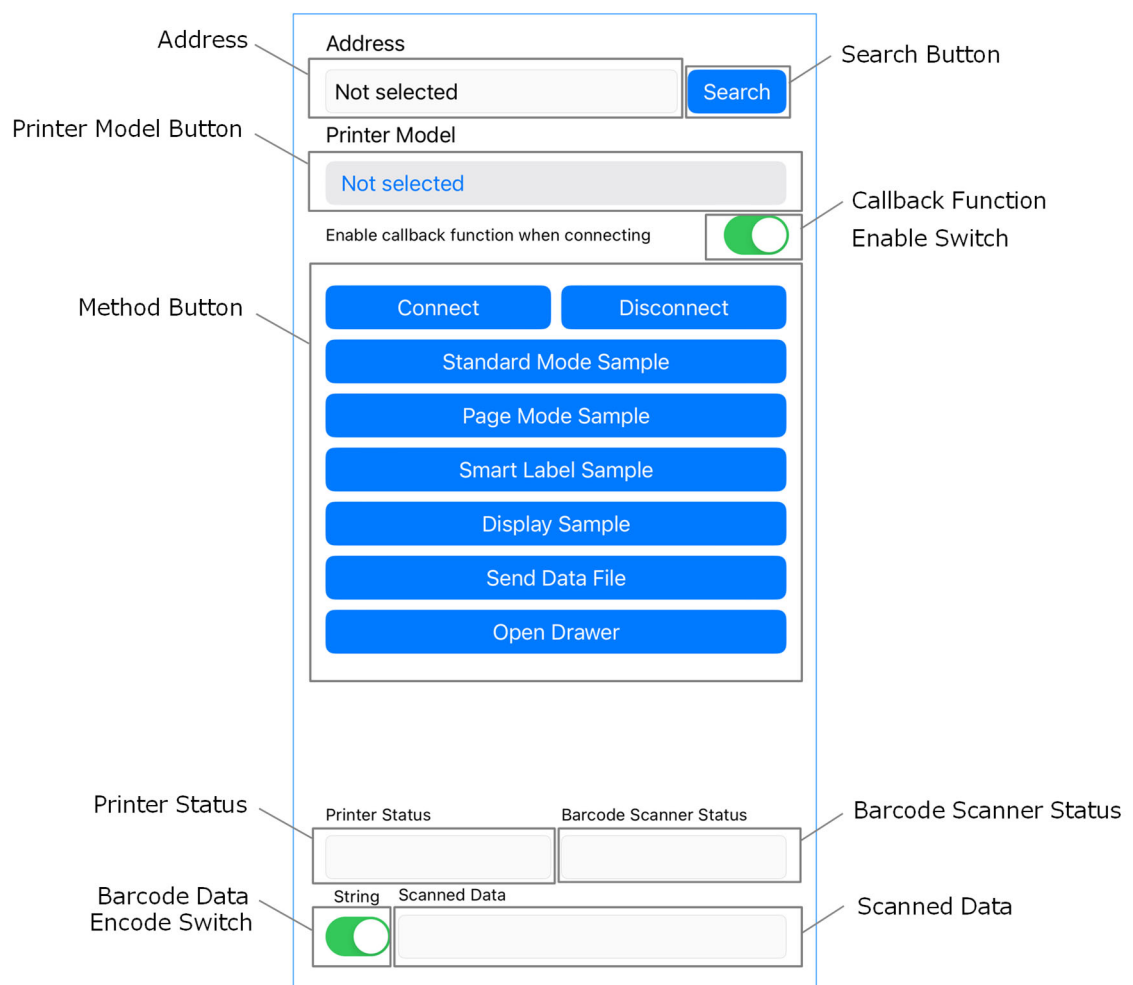 Address
Address
Search Button
Not selected
Search
Printer Model Button
Printer Model
Not selected
Callback Function
Enable Switch
Enable callback function when connecting
Method Button
Connect
Disconnect
Standard Mode Sample
Page Mode Sample
Smart Label Sample
Display Sample
Send Data File
Open Drawer
Printer Status
Printer Status
Barcode Scanner Status
Barcode Scanner Status
Barcode Data
Encode Switch
String
Scanned Data
Scanned Data